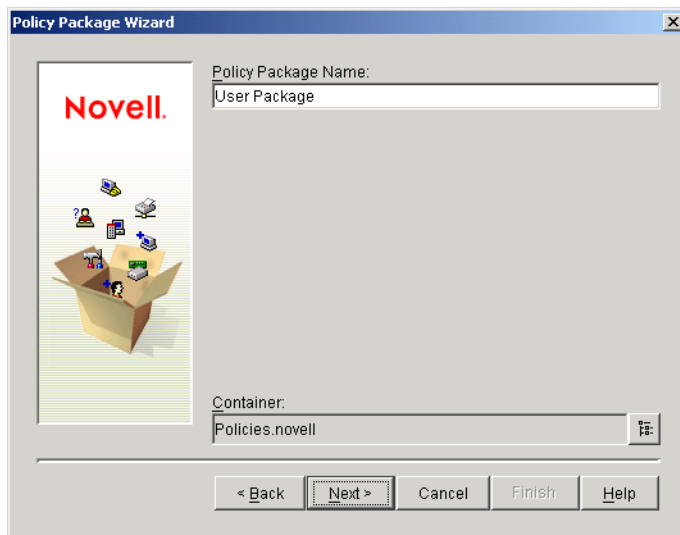 Policy Package Wizard
Novell.
Policy Package Name:
User Package
Container:
Policies.novell
< Back
Next >
Cancel
Finish
Help